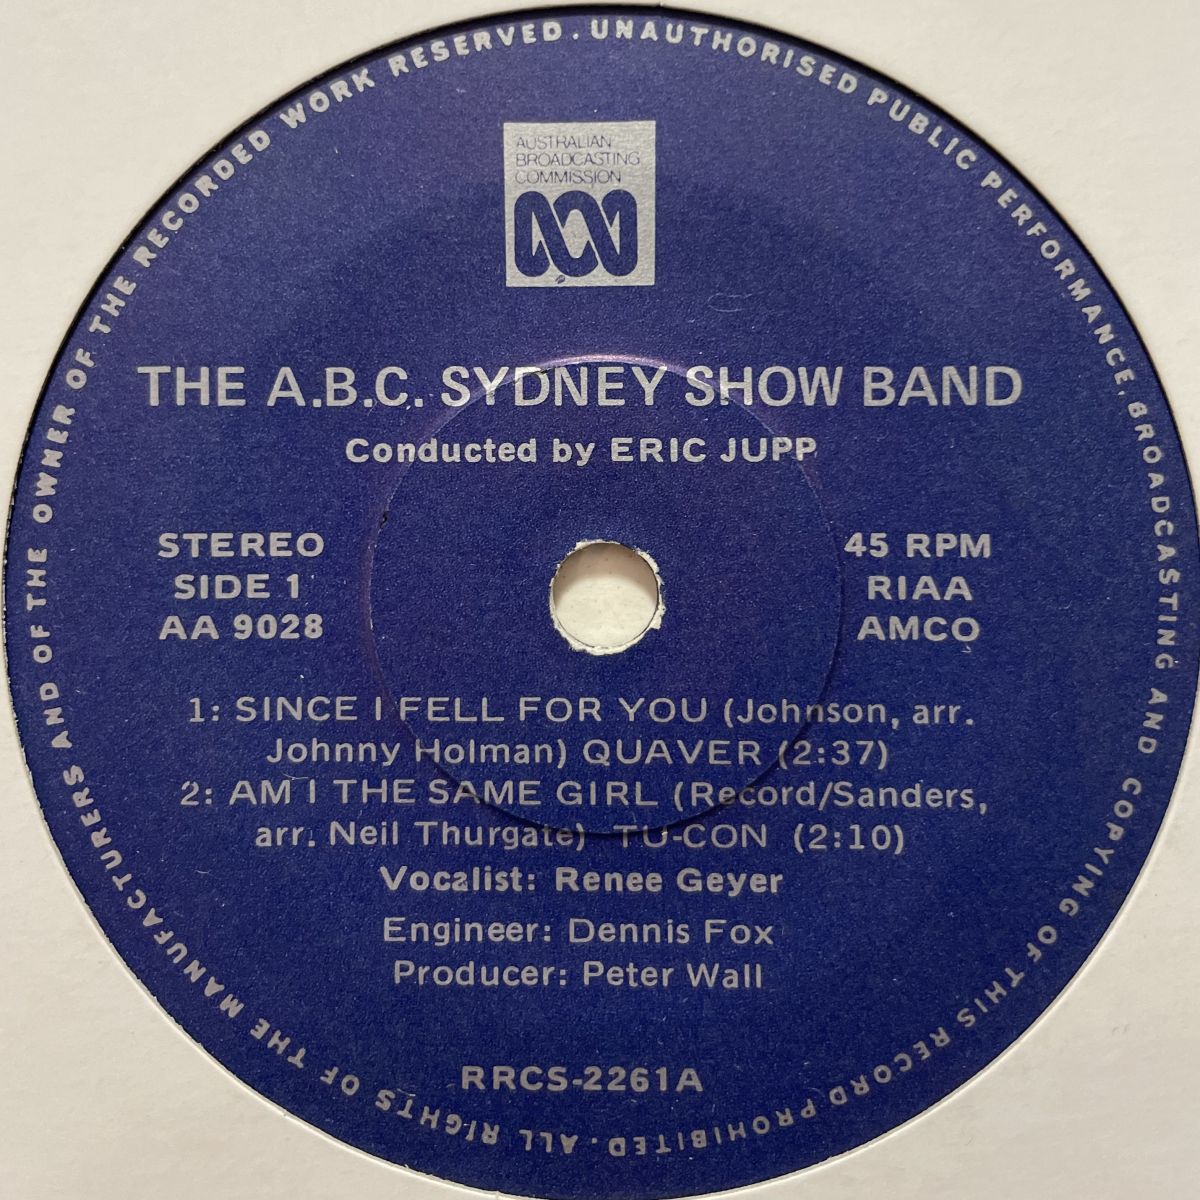 ALL RIGHTS OF THE MANUFACTURERS AND OF THE OWNER OF THE RECORDED WORK RESERVED. UNAUTHORISED PUBLIC PERFORMANCE, BROADCASTING AND COPYING OF THIS RECORD PROHIBITED.
AUSTRALIAN
BROADCASTING
COMMISSION
THE A.B.C. SYDNEY SHOW BAND
Conducted by ERIC JUPP
STEREO
SIDE 1
AA 9028
45 RPM
RIAA
AMCO
1: SINCE I FELL FOR YOU (Johnson, arr.
Johnny Holman) QUAVER (2:37)
2: AM I THE SAME GIRL (Record/Sanders,
arr. Neil Thurgate) TU-CON (2:10)
Vocalist: Renee Geyer
Engineer: Dennis Fox
Producer: Peter Wall
RRCS-2261A